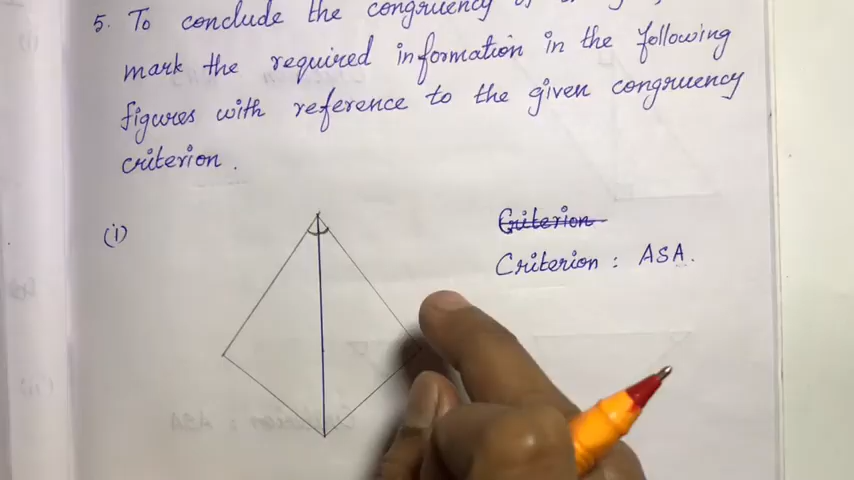 5. To conclude the congruency of
mark the required information in the following
figures with reference to the given congruency
criterion.
(i)
Criterion
Criterion : ASA.